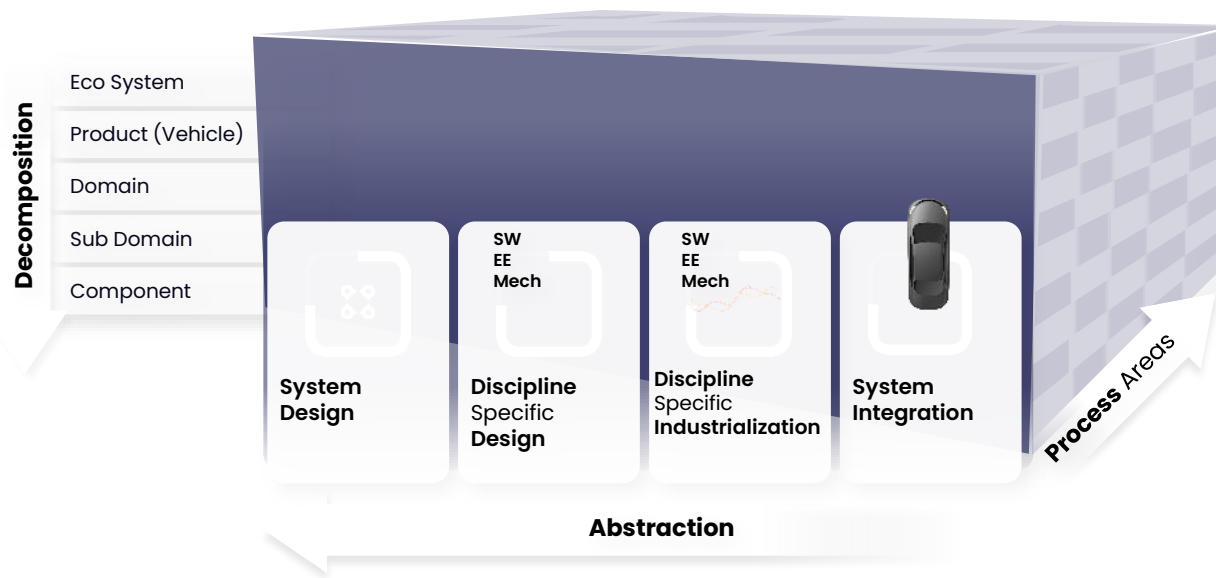 Decomposition
Eco System
Product (Vehicle)
Domain
Sub Domain
Component
System
Design
SW
EE
Mech
Discipline
Specific
Design
SW
EE
Mech
Discipline
Specific
Industrialization
System
Integration
Process Areas
Abstraction